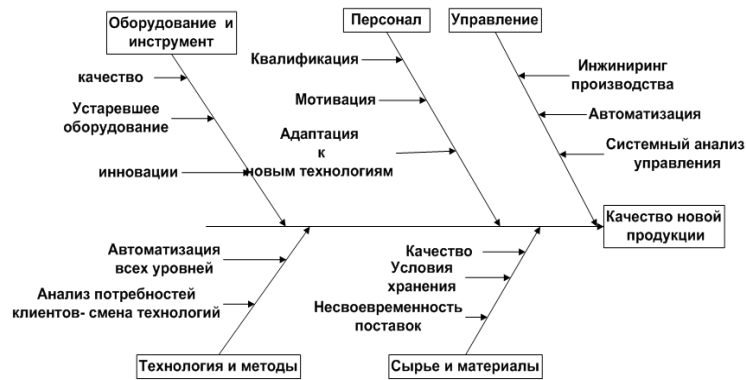 Оборудование и
инструмент
Персонал
Управление
качество
Устаревшее
оборудование
инновации
Квалификация
Мотивация
Адаптация
к
новым технологиям
Инжиниринг
производства
Автоматизация
Системный анализ
управления
Качество новой
продукции
Автоматизация
всех уровней
Анализ потребностей
клиентов- смена технологий
Качество
Условия
хранения
Несвоевременность
поставок
Технология и методы
Сырье и материалы